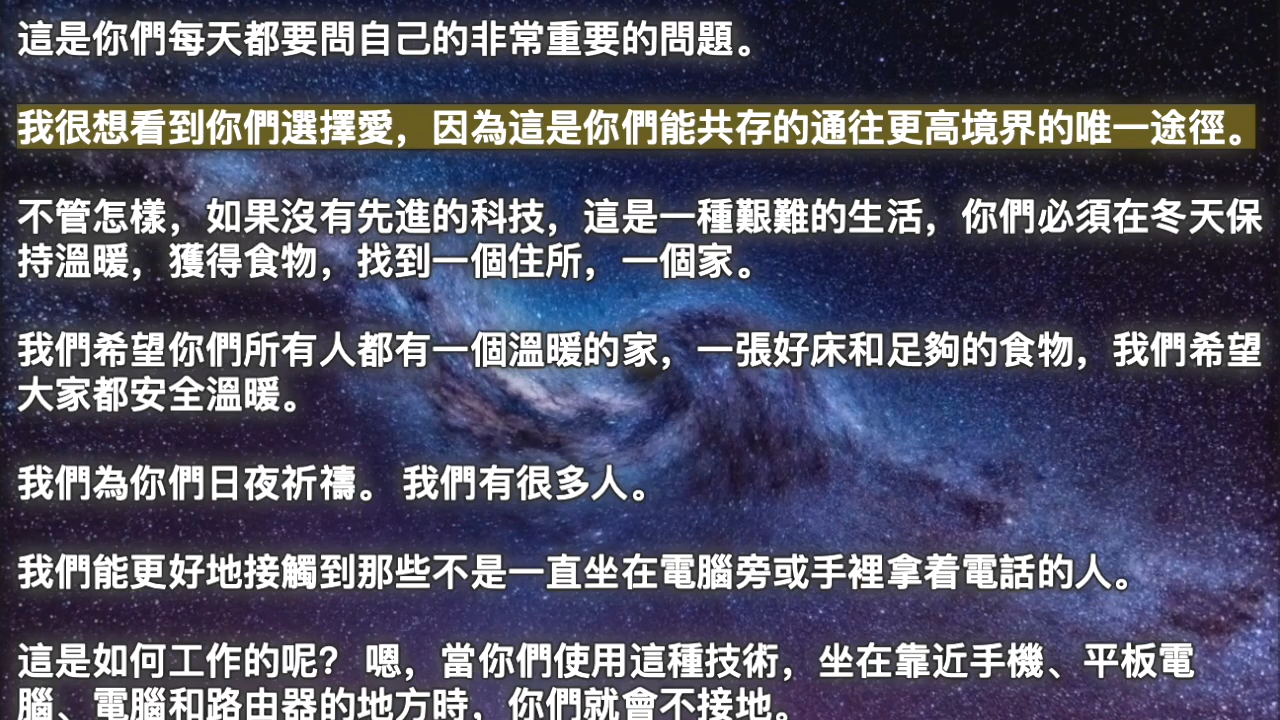 這是你們每天都要問自己的非常重要的問題。
我很想看到你們選擇愛，因為這是你們能共存的通往更高境界的唯一途徑。
不管怎樣，如果沒有先進的科技，這是一種艱難的生活，你們必須在冬天保
持溫暖，獲得食物，找到一個住所，一個家。
我們希望你們所有人都有一個溫暖的家，一張好床和足夠的食物，我們希望
大家都安全溫暖。
我們為你們日夜祈禱。 我們有很多人。
我們能更好地接觸到那些不是一直坐在電腦旁或手裡拿着電話的人。
這是如何工作的呢？ 嗯，當你們使用這種技術，坐在靠近手機、平板電
腦、電腦和路由器的地方時，你們就會不接地。